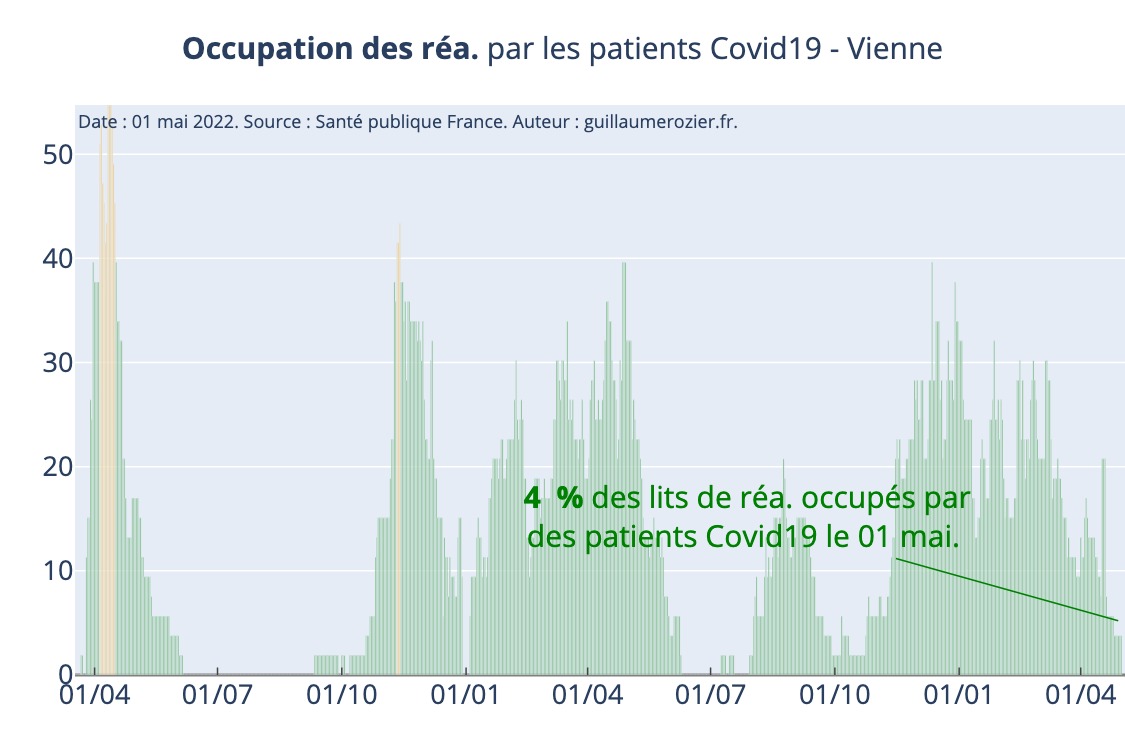 Occupation des réa. par les patients Covid19 - Vienne
Date : 01 mai 2022. Source : Santé publique France. Auteur : guillaumerozier.fr.
50
40
30
20
4 % des lits de réa. occupés par
des patients Covid19 le 01 mai.
10
0
01/04 01/07 01/10 01/01 01/04 01/07 01/10 01/01 01/04